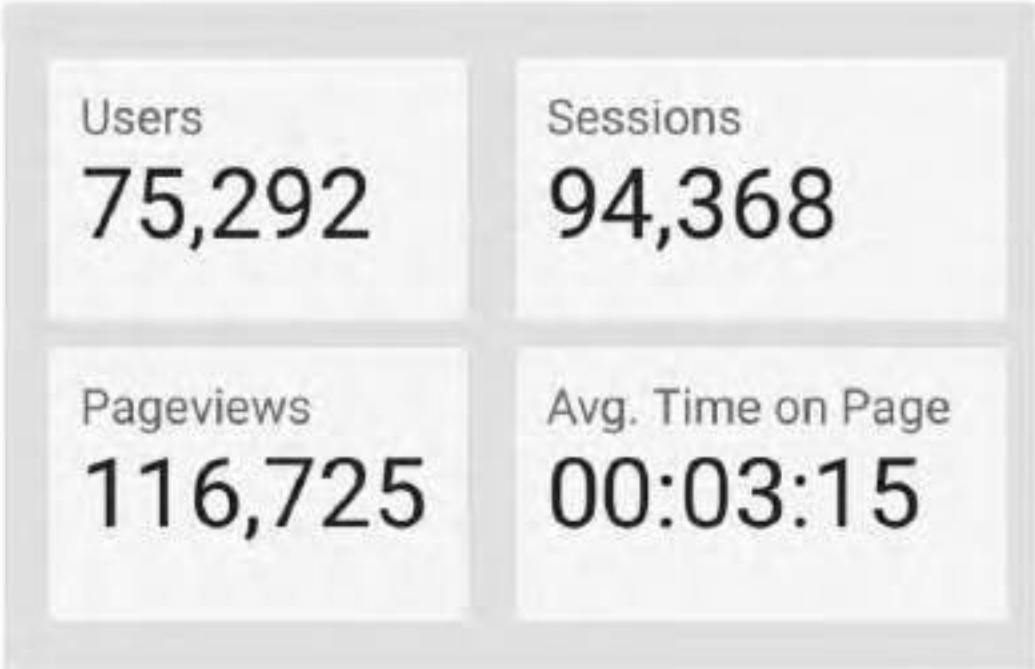 Users
75,292
Sessions
94,368
Pageviews
116,725
Avg. Time on Page
00:03:15